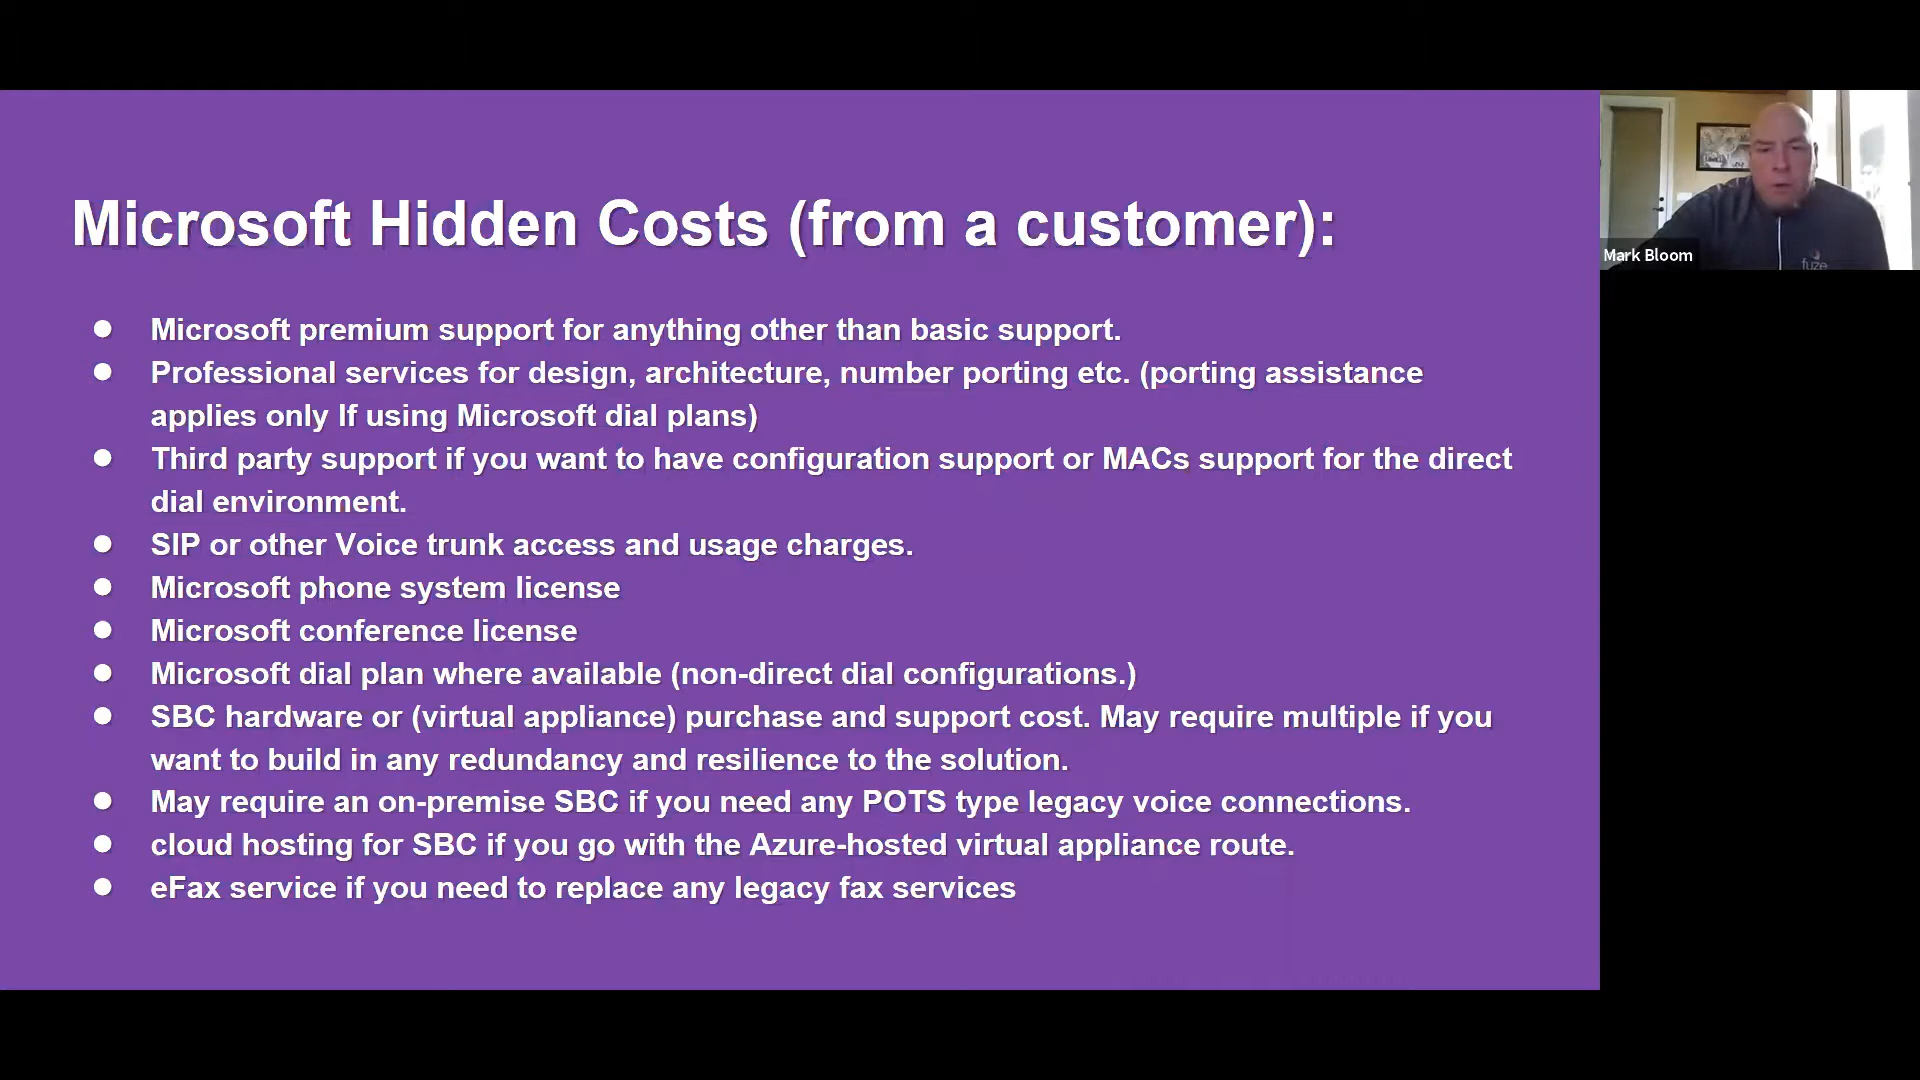 Microsoft Hidden Costs (from a customer):
● Microsoft premium support for anything other than basic support.
● Professional services for design, architecture, number porting etc. (porting assistance
applies only If using Microsoft dial plans)
● Third party support if you want to have configuration support or MACs support for the direct
dial environment.
● SIP or other Voice trunk access and usage charges.
● Microsoft phone system license
● Microsoft conference license
● Microsoft dial plan where available (non-direct dial configurations.)
● SBC hardware or (virtual appliance) purchase and support cost. May require multiple if you
want to build in any redundancy and resilience to the solution.
● May require an on-premise SBC if you need any POTS type legacy voice connections.
● cloud hosting for SBC if you go with the Azure-hosted virtual appliance route.
● eFax service if you need to replace any legacy fax services
Mark Bloom
fuze